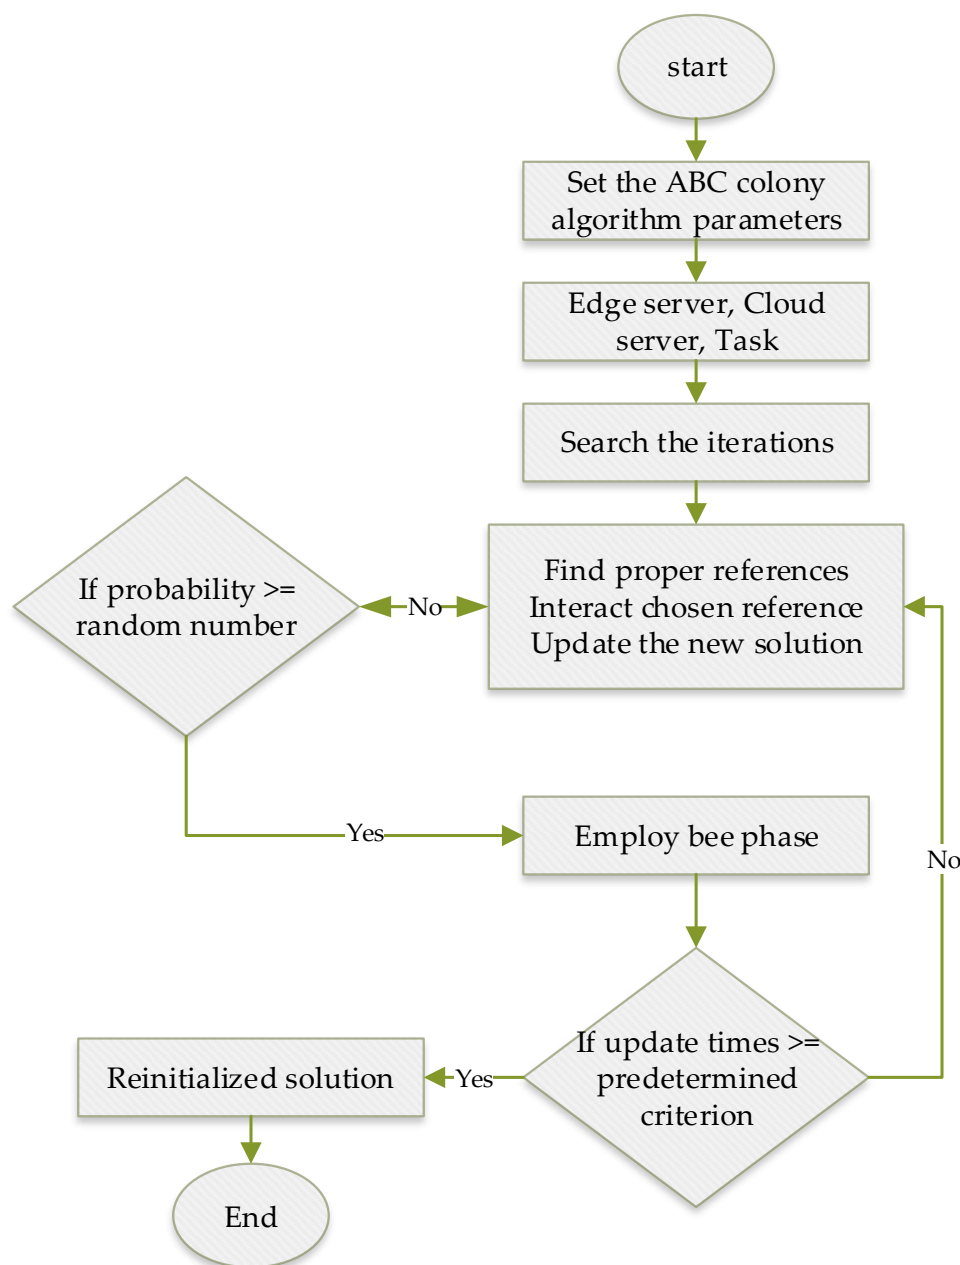 start
Set the ABC colony
algorithm parameters
Edge server, Cloud
server, Task
Search the iterations
If probability >=
random number
No
Find proper references
Interact chosen reference
Update the new solution
Yes
Employ bee phase
No
If update times >=
predetermined
criterion
Yes
Reinitialized solution
End